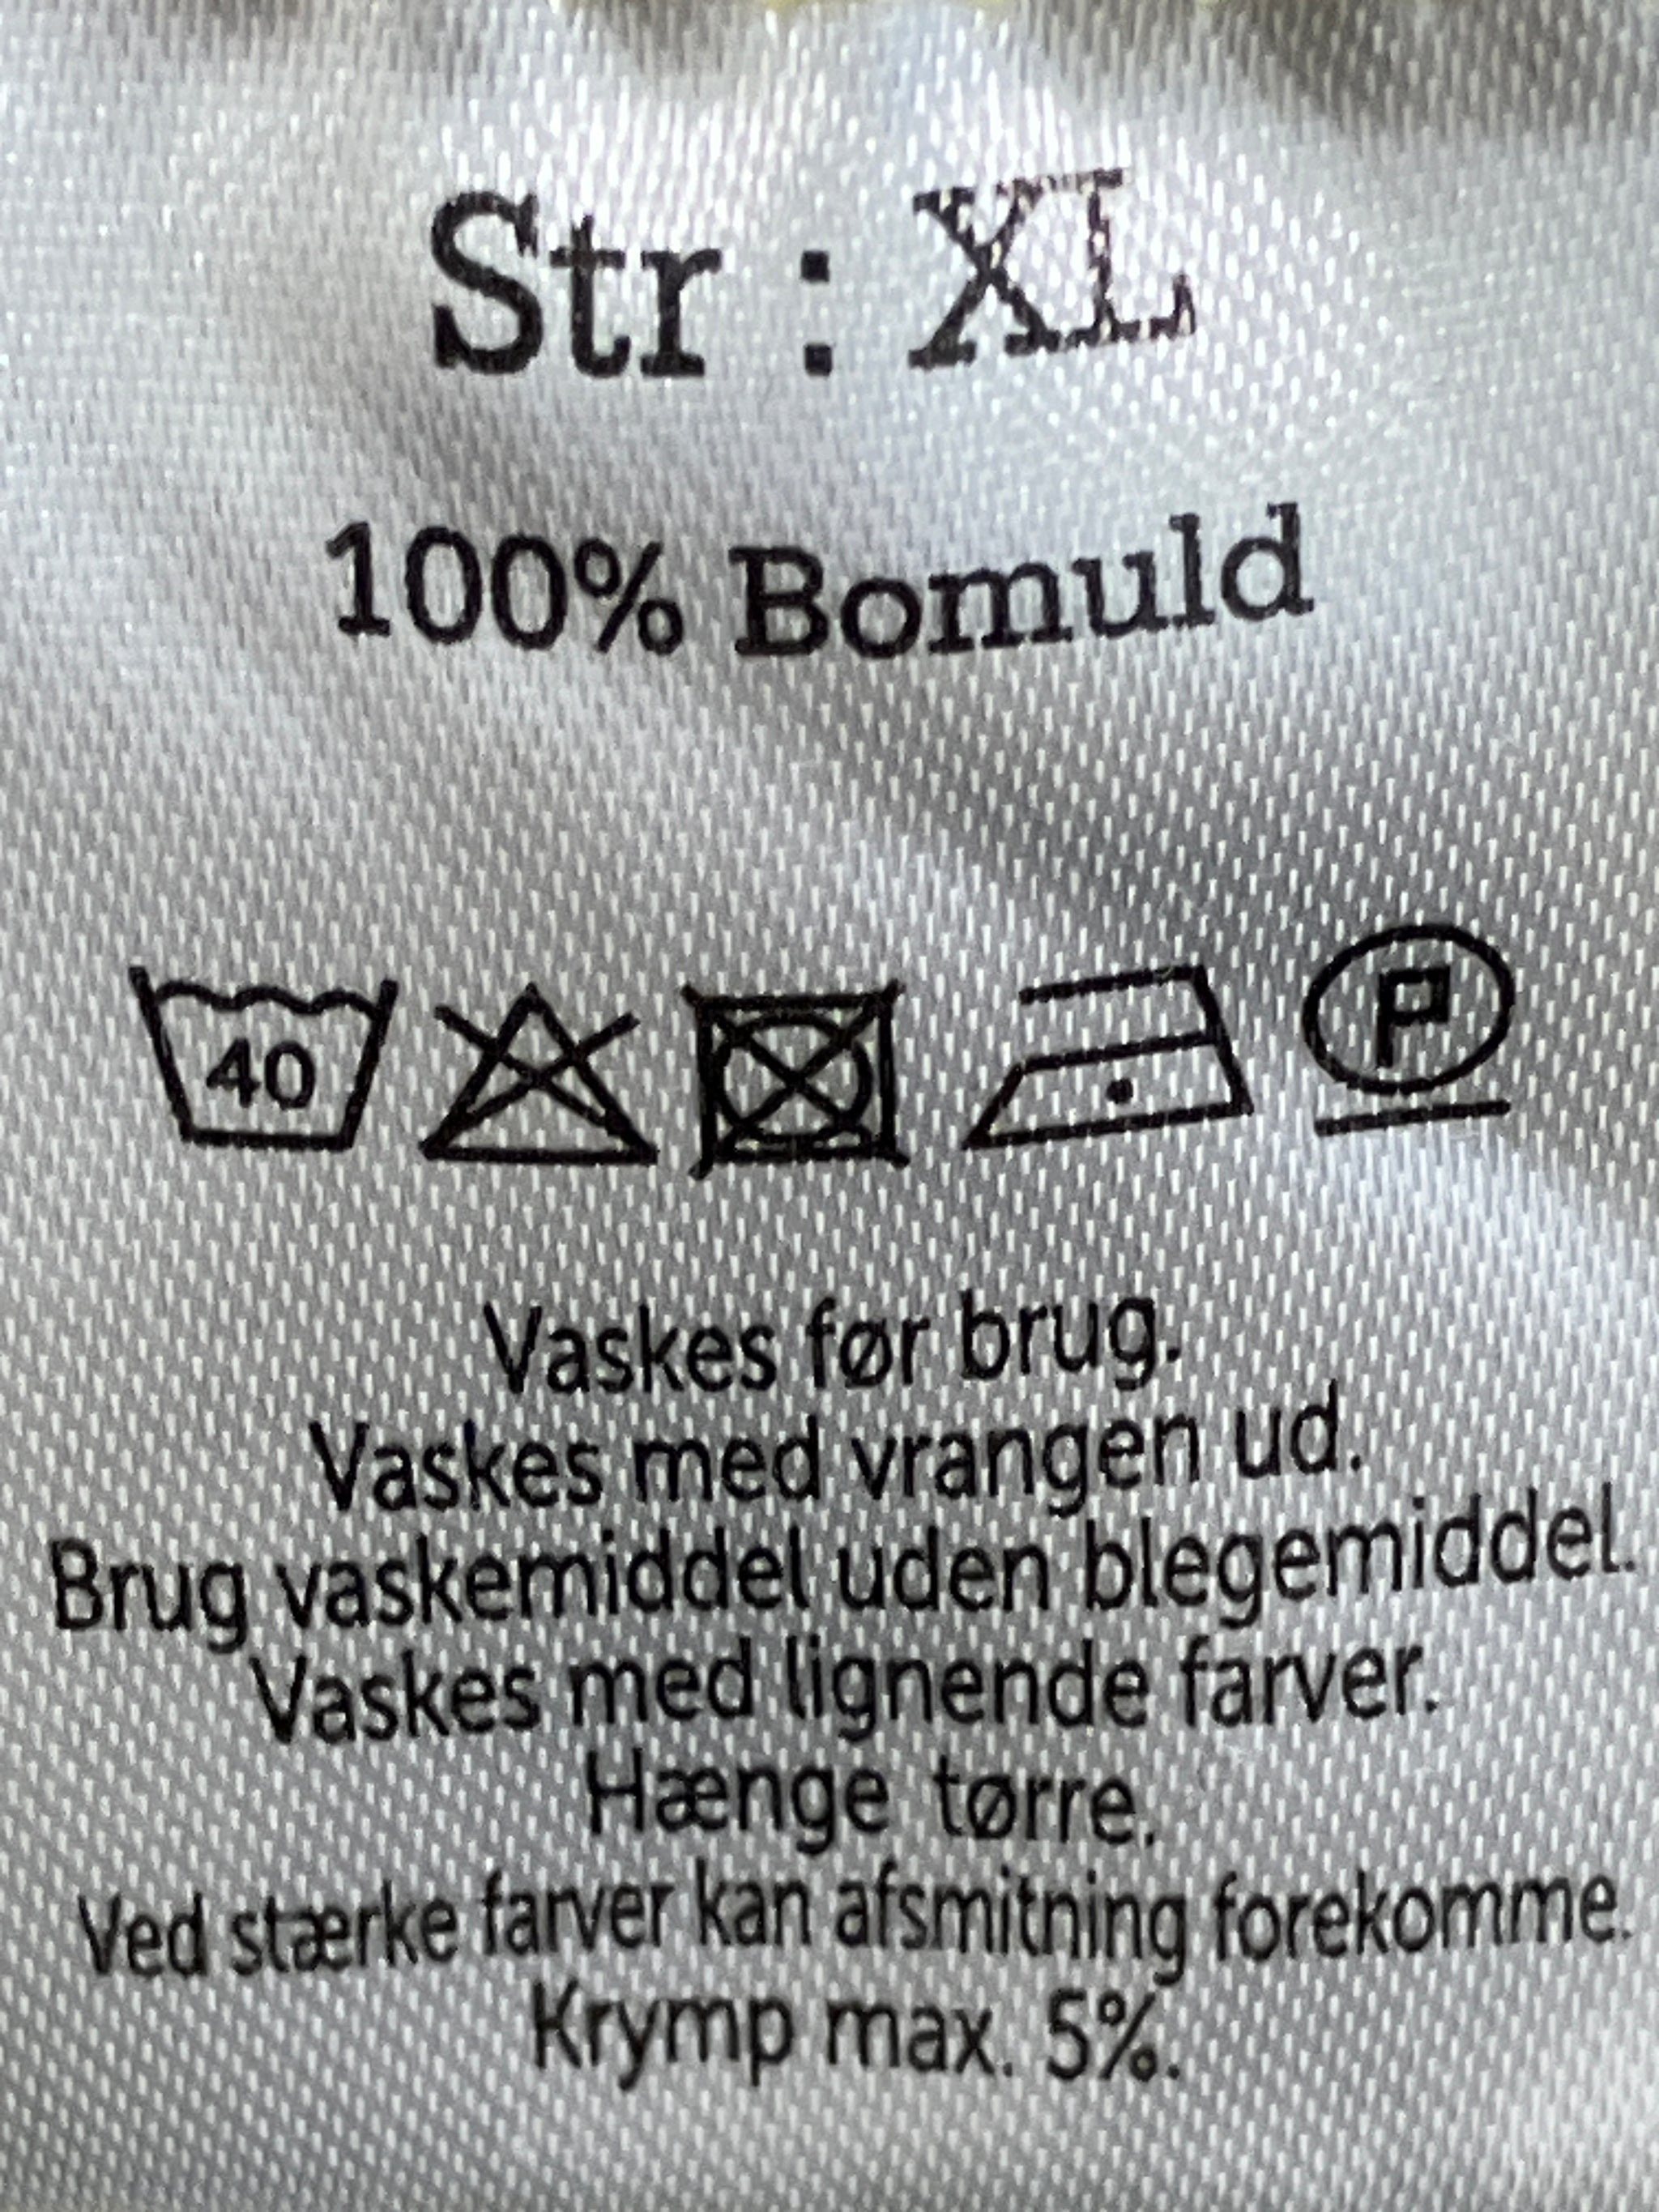 Str : XL
100% Bomuld
40 P
Vaskes før brug.
Vaskes med vrangen ud.
Brug vaskemiddel uden blegemiddel.
Vaskes med lignende farver.
Hænge tørre.
Ved stærke farver kan afsmitning forekomme.
Krymp max. 5%.